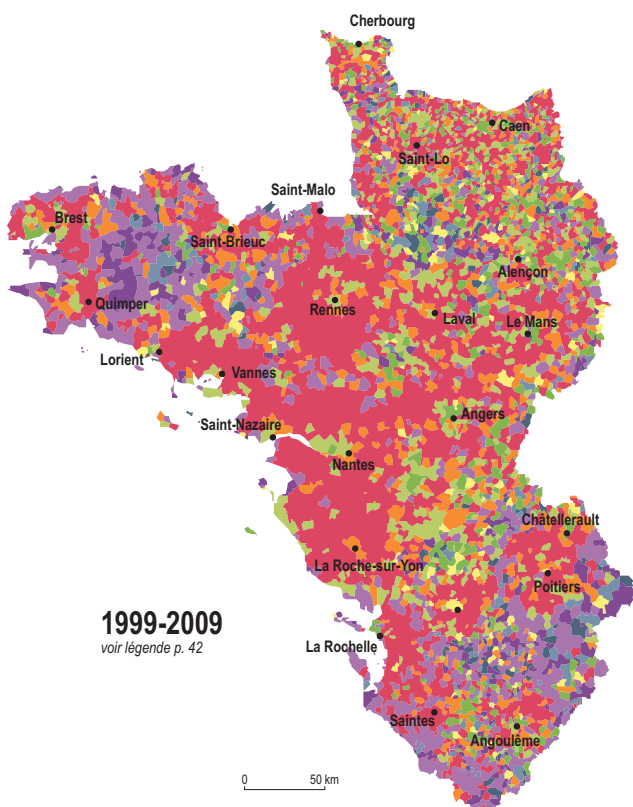 Cherbourg
Caen
Saint-Lo
Saint-Malo
Brest
Saint-Brieuc
Alençon
Quimper
Rennes
Laval
Le Mans
Lorient
Vannes
Angers
Saint-Nazaire
Nantes
Châtellerault
La Roche-sur-Yon
Poitiers
1999-2009
voir légende p. 42
La Rochelle
Saintes
Angoulême
0 50 km